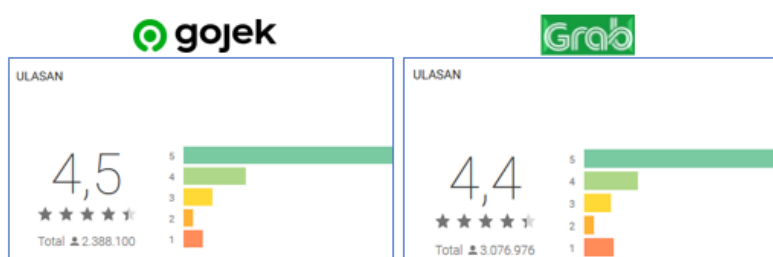 gojek
Grab
ULASAN
4,5
Total 2.388.100
5
4
3
2
1
ULASAN
4,4
Total 3.076.976
5
4
3
2
1